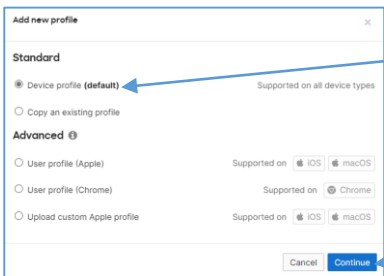 Add new profile ×
Standard
Device profile (default) Supported on all device types
Copy an existing profile
Advanced
User profile (Apple) Supported on iOS macOS
User profile (Chrome) Supported on Chrome
Upload custom Apple profile Supported on iOS macOS
Cancel Continue